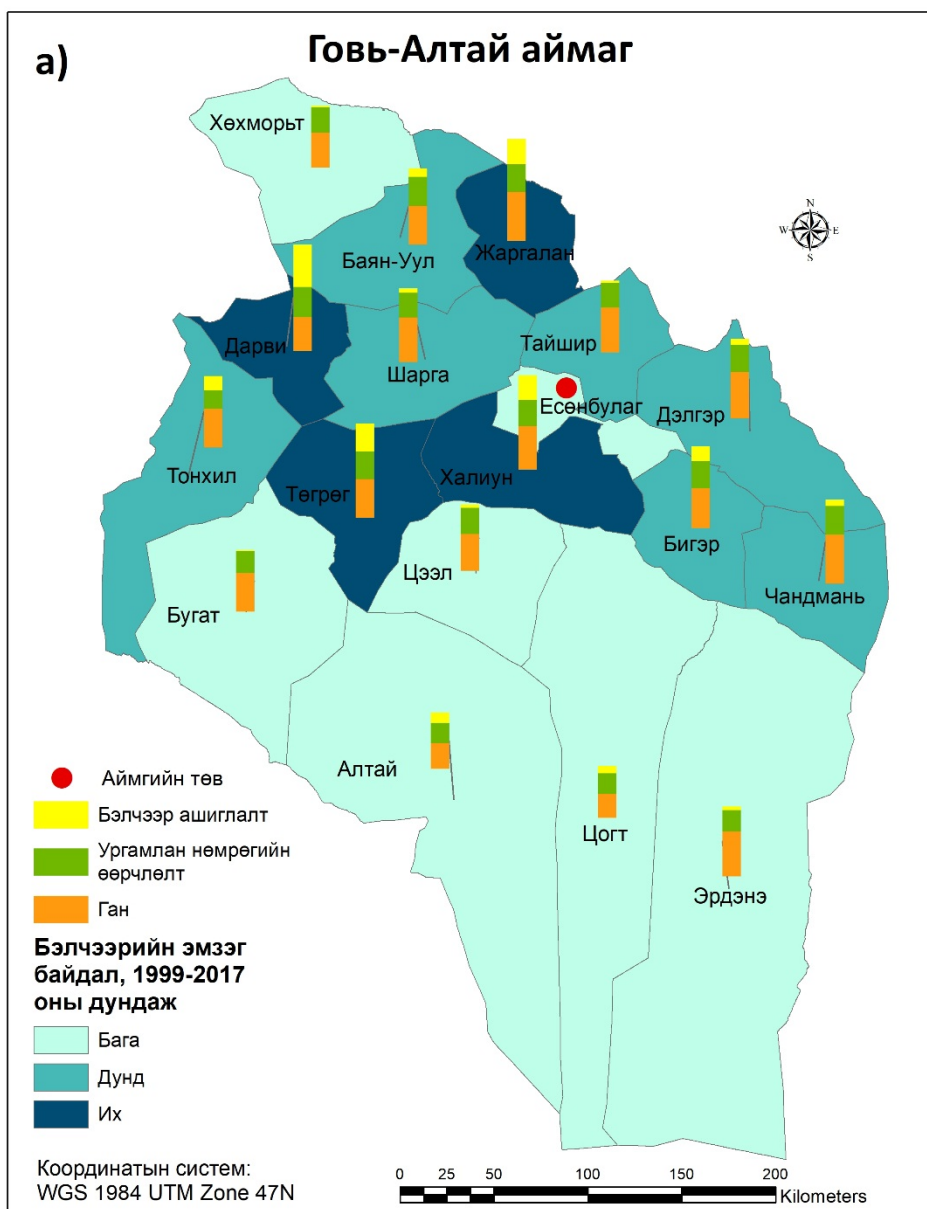 а)
Говь-Алтай аймаг
Хөхморьт
N
W E
S
Жаргалан
Баян-Уул
Дарви
Шарга
Тайшир
Есөнбулаг
Дэлгэр
Тонхил
Төгрөг
Халиун
Бигэр
Цээл
Чандмань
Бугат
Алтай
Цогт
Эрдэнэ
Аймгийн төв
Бэлчээр ашиглалт
Ургамлан нөмрөгийн
өөрчлөлт
Ган
Бэлчээрийн эмзэг
байдал, 1999-2017
оны дундаж
Бага
Дунд
Их
Координатын систем:
WGS 1984 UTM Zone 47N
0 25 50 100 150 200
Kilometers